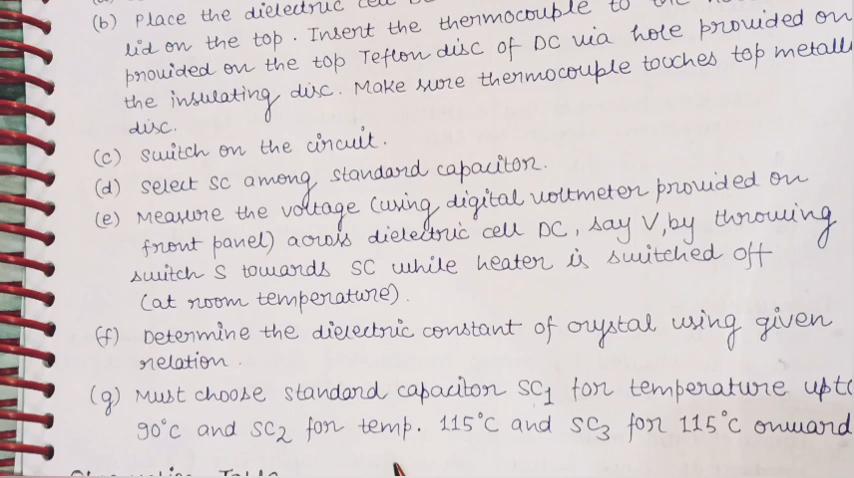 (b) Place the dielectric cell
lid on the top. Insert the thermocouple to the
provided on the top Teflon disc of DC via hole provided on
the insulating disc. Make sure thermocouple touches top metall
disc.
(c) Switch on the circuit.
(d) Select SC among standard capacitor.
(e) Measure the voltage (using digital voltmeter provided on
front panel) across dielectric cell DC, say V, by throwing
switch S towards SC while heater is switched off
(at room temperature).
(f) Determine the dielectric constant of crystal using given
relation.
(g) Must choose standard capacitor SC₁ for temperature upto
90°C and SC₂ for temp. 115°C and SC₃ for 115°C onward
Table